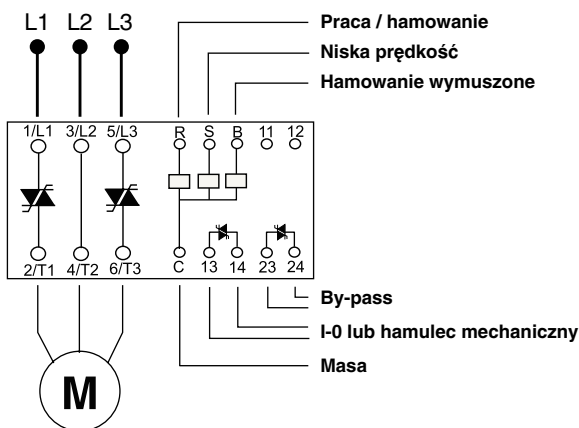 L1 L2 L3
Praca / hamowanie
Niska prędkość
Hamowanie wymuszone
1/L1 3/L2 5/L3 R S B 11 12
2/T1 4/T2 6/T3 C 13 14 23 24
By-pass
I-0 lub hamulec mechaniczny
Masa
M